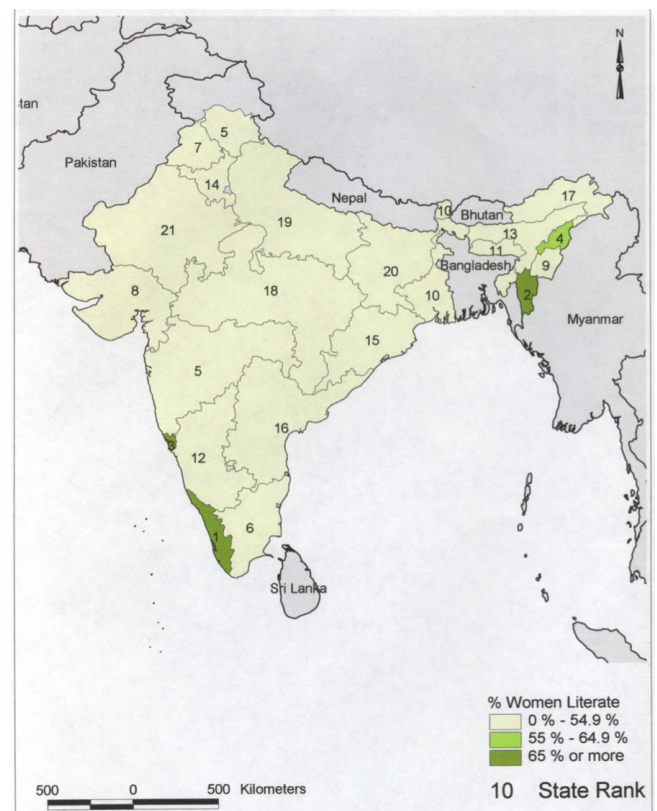 N
tan
5
Pakistan
7
14
Nepal
17
10
Bhutan
19
21
13
4
11
9
20
Bangladesh
8
18
10
2
Myanmar
15
5
16
3
12
6
1
Sri Lanka
% Women Literate
0 % - 54.9 %
55 % - 64.9 %
65 % or more
500 0 500 Kilometers
10 State Rank